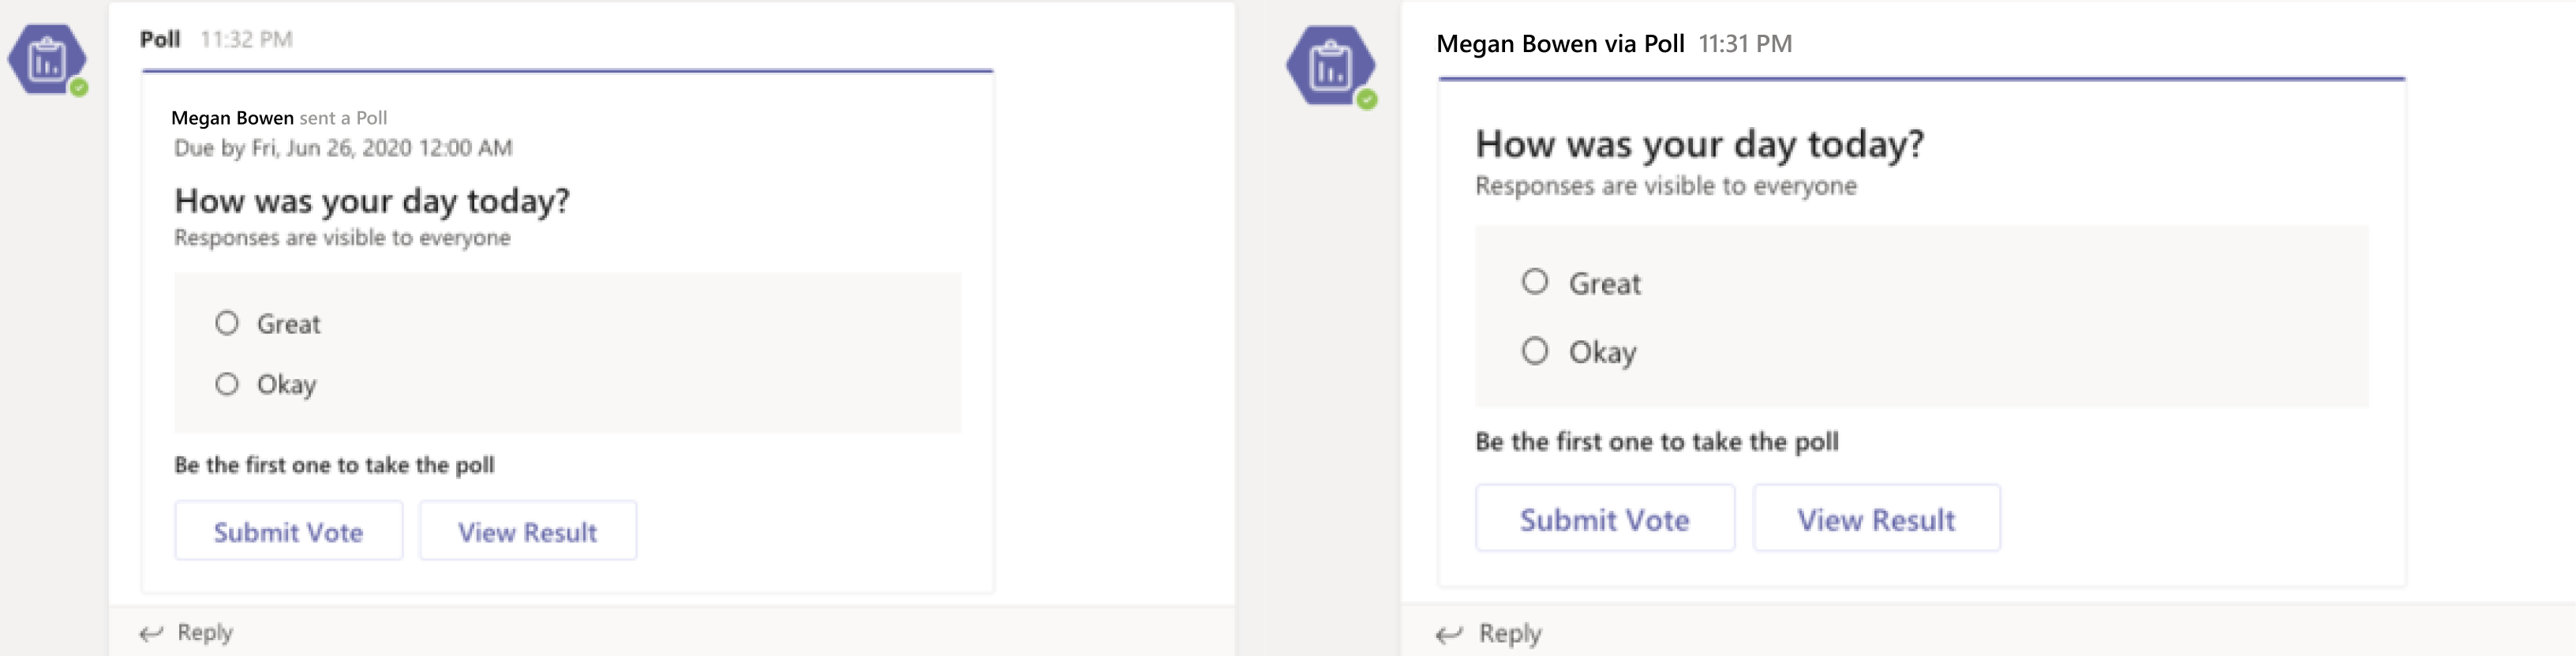 Poll 11:32 PM
Megan Bowen sent a Poll
Due by Fri, Jun 26, 2020 12:00 AM
How was your day today?
Responses are visible to everyone
Great
Okay
Be the first one to take the poll
Submit Vote View Result
Reply
Megan Bowen via Poll 11:31 PM
How was your day today?
Responses are visible to everyone
Great
Okay
Be the first one to take the poll
Submit Vote View Result
Reply